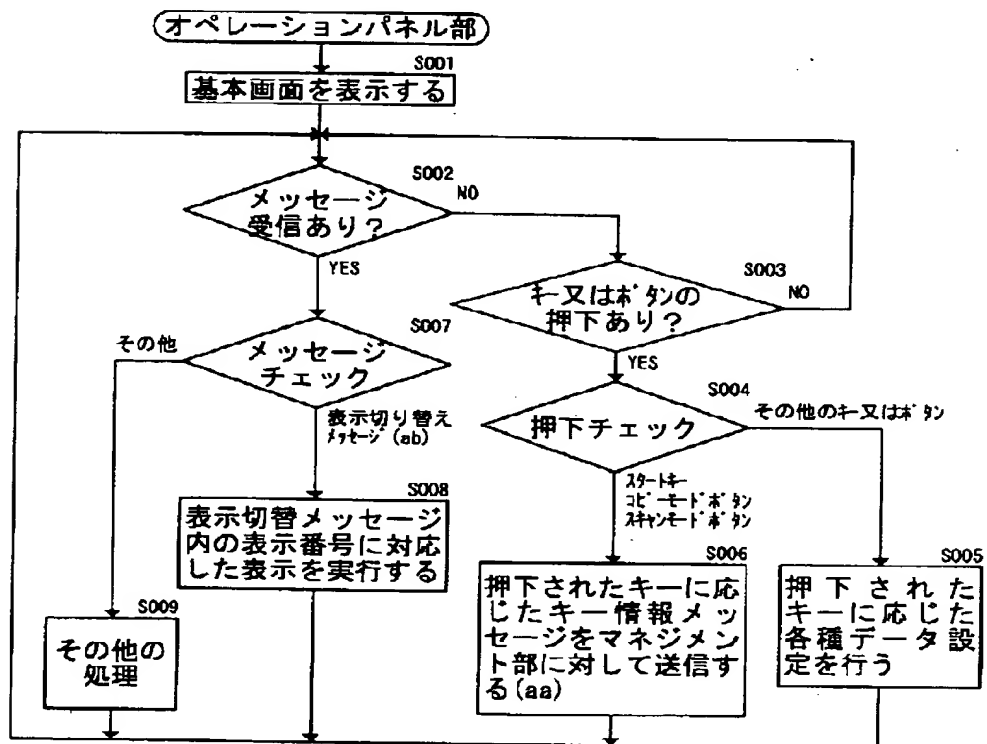 オペレーションパネル部
S001
基本画面を表示する
S002
メッセージ
受信あり?
NO
YES
S003
キー又はボタンの
押下あり?
NO
YES
S007
その他
メッセージ
チェック
表示切り替え
メッセージ(ab)
S004
押下チェック
その他のキー又はボタン
スタートキー
コピーモードボタン
スキャンモードボタン
S008
表示切替メッセージ
内の表示番号に対応
した表示を実行する
S009
その他の
処理
S006
押下されたキーに応
じたキー情報メッ
セージをマネジメン
ト部に対して送信す
る(aa)
S005
押下された
キーに応じた
各種データ設
定を行う